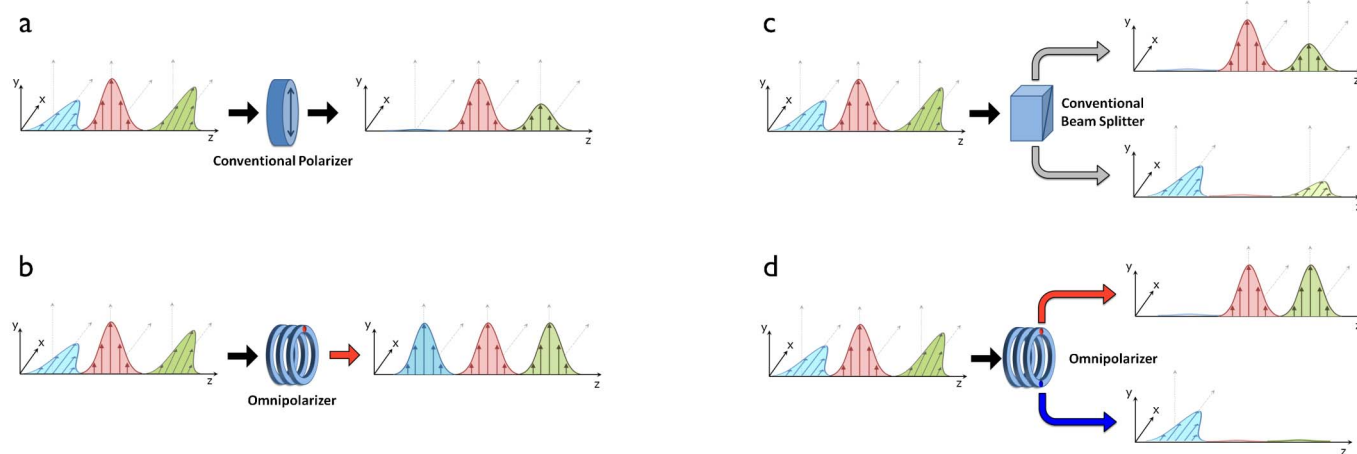 a
y
x
z
Conventional Polarizer
y
x
z
b
y
x
z
Omnipolarizer
y
x
z
c
y
x
z
Conventional
Beam Splitter
y
x
z
y
x
z
d
y
x
z
Omnipolarizer
y
x
z
y
x
z